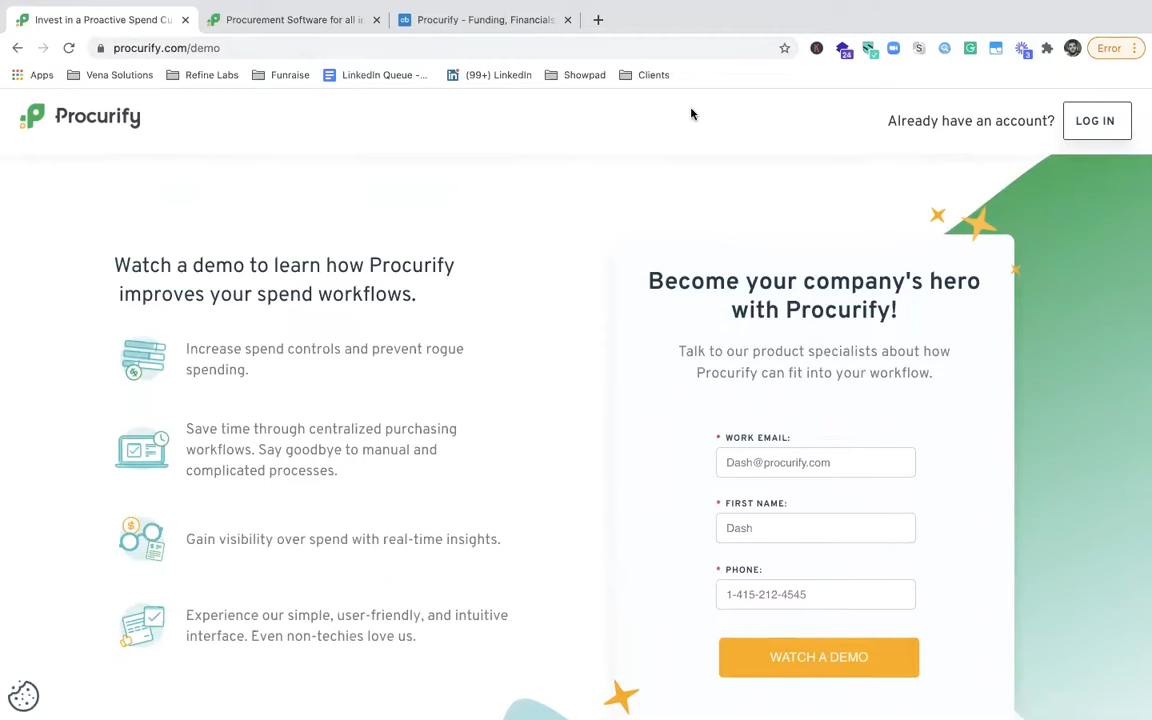 Invest in a Proactive Spend Cu
Procurement Software for all in
cb Procurify - Funding, Financials
procurify.com/demo
24
3
Error
Apps
Vena Solutions
Refine Labs
Funraise
LinkedIn Queue -...
in (99+) LinkedIn
Showpad
Clients
Procurify
Already have an account?
LOG IN
Watch a demo to learn how Procurify
improves your spend workflows.
Increase spend controls and prevent rogue
spending.
Save time through centralized purchasing
workflows. Say goodbye to manual and
complicated processes.
Gain visibility over spend with real-time insights.
Experience our simple, user-friendly, and intuitive
interface. Even non-techies love us.
Become your company's hero
with Procurify!
Talk to our product specialists about how
Procurify can fit into your workflow.
* WORK EMAIL:
Dash@procurify.com
* FIRST NAME:
Dash
* PHONE:
1-415-212-4545
WATCH A DEMO